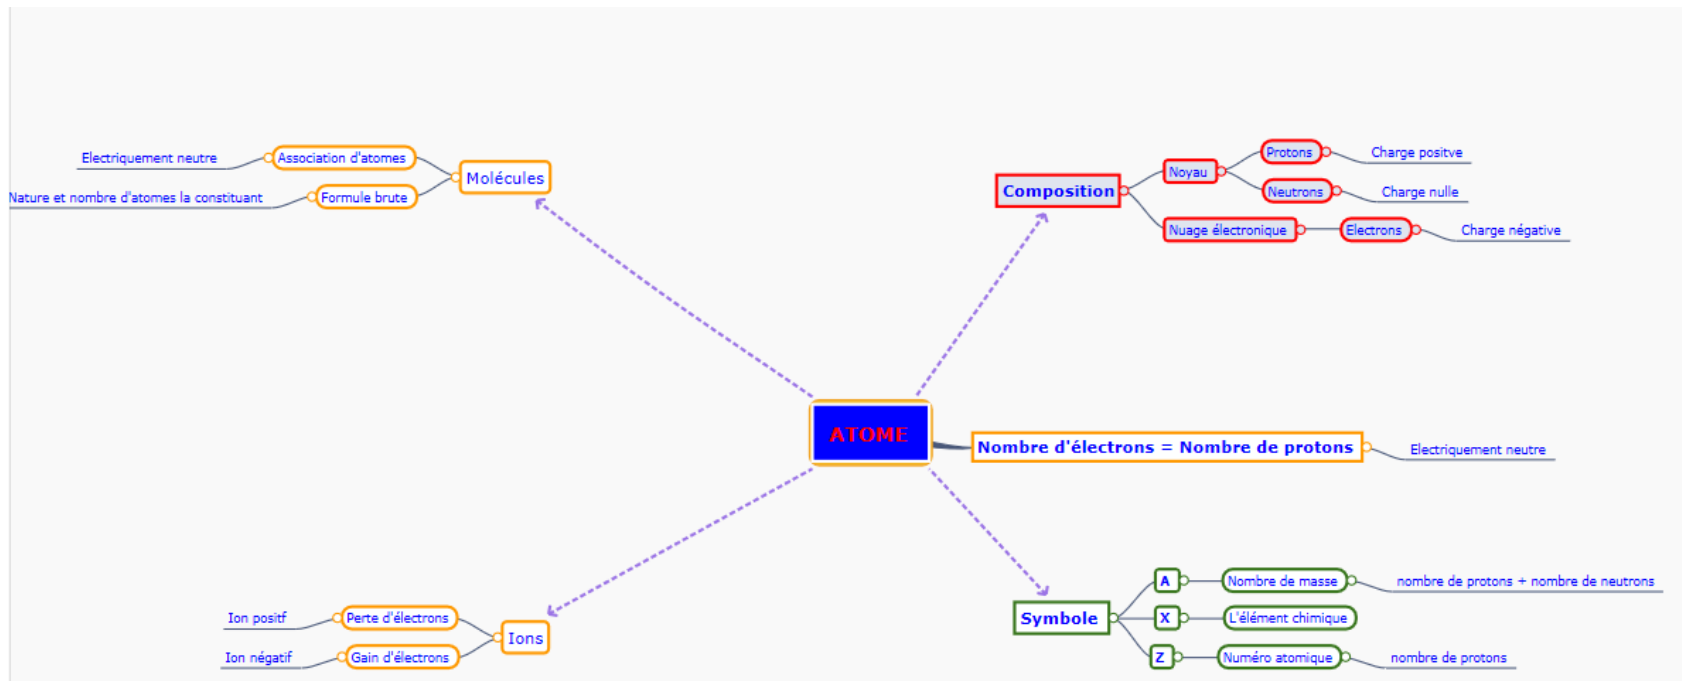 ATOME
Molécules
Association d'atomes
Electriquement neutre
Formule brute
Nature et nombre d'atomes la constituant
Composition
Noyau
Protons
Charge positve
Neutrons
Charge nulle
Nuage électronique
Electrons
Charge négative
Nombre d'électrons = Nombre de protons
Electriquement neutre
Ions
Perte d'électrons
Ion positf
Gain d'électrons
Ion négatif
Symbole
A
Nombre de masse
nombre de protons + nombre de neutrons
X
L'élément chimique
Z
Numéro atomique
nombre de protons